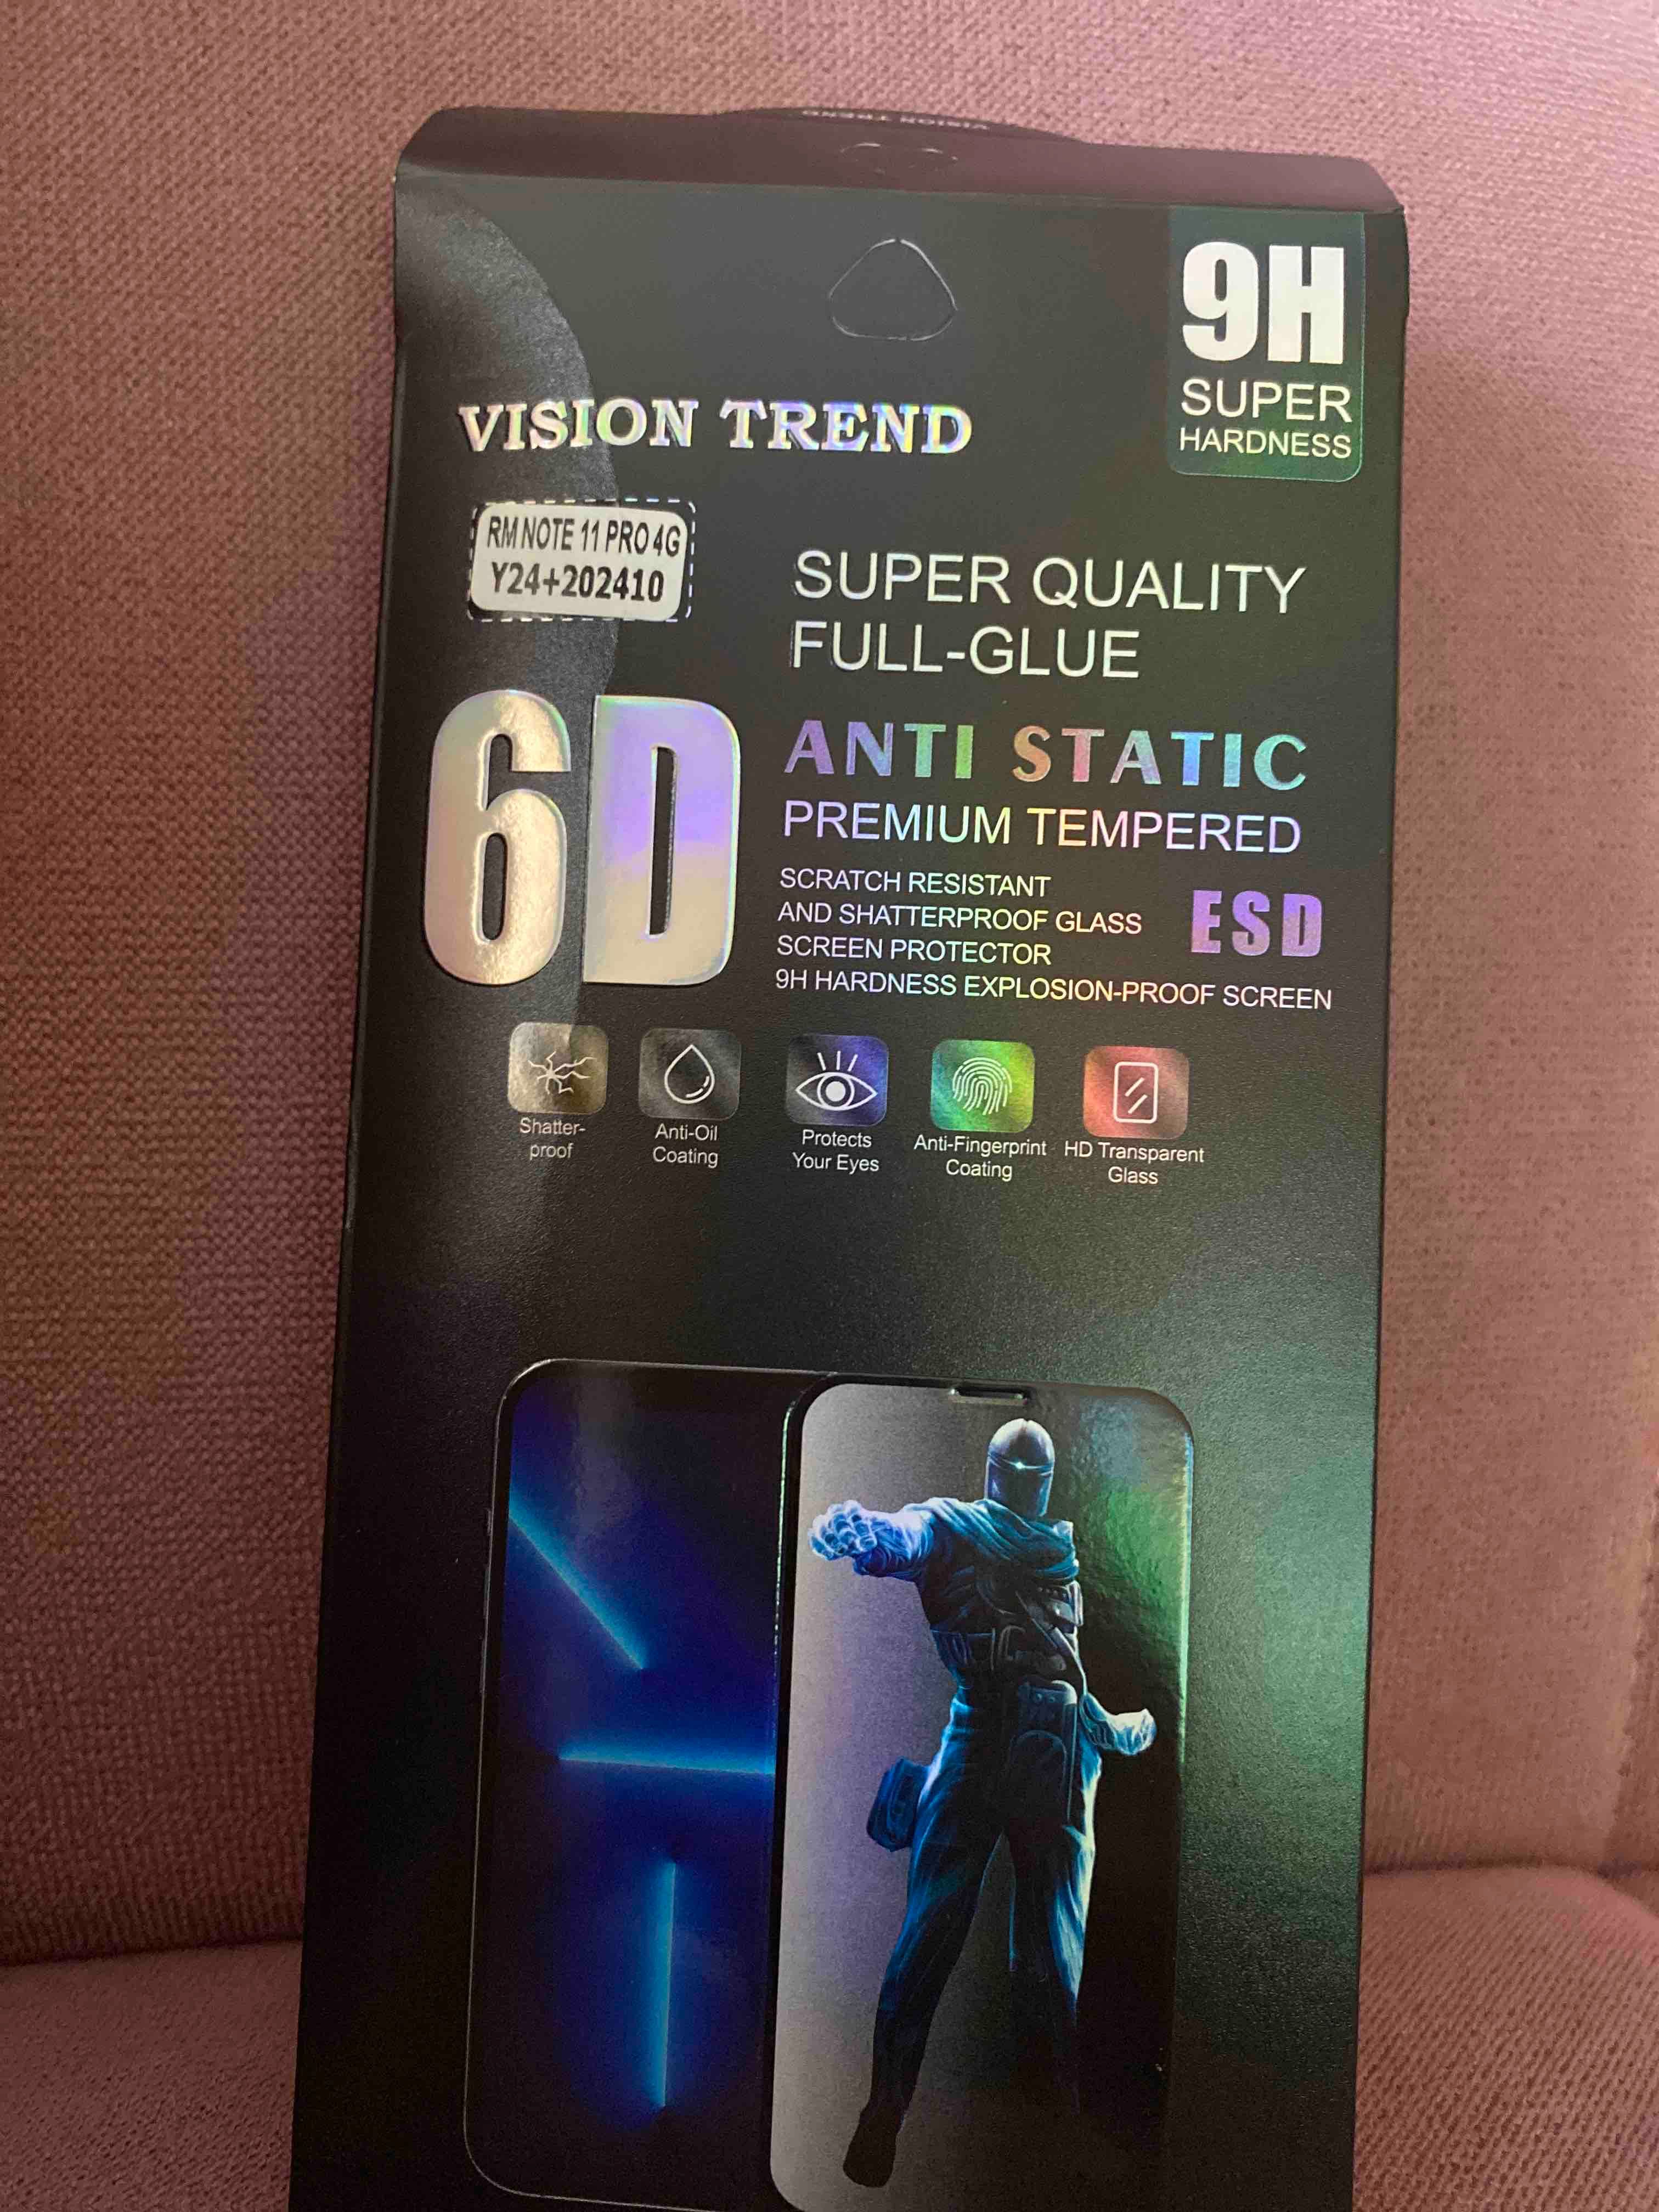 VISION TREND
9H
SUPER
HARDNESS
VISION TREND
RM NOTE 11 PRO 4G
Y24+202410
SUPER QUALITY
FULL-GLUE
6D
ANTI STATIC
PREMIUM TEMPERED
SCRATCH RESISTANT
AND SHATTERPROOF GLASS
SCREEN PROTECTOR
9H HARDNESS EXPLOSION-PROOF SCREEN
ESD
Shatter-
proof
Anti-Oil
Coating
Protects
Your Eyes
Anti-Fingerprint
Coating
HD Transparent
Glass